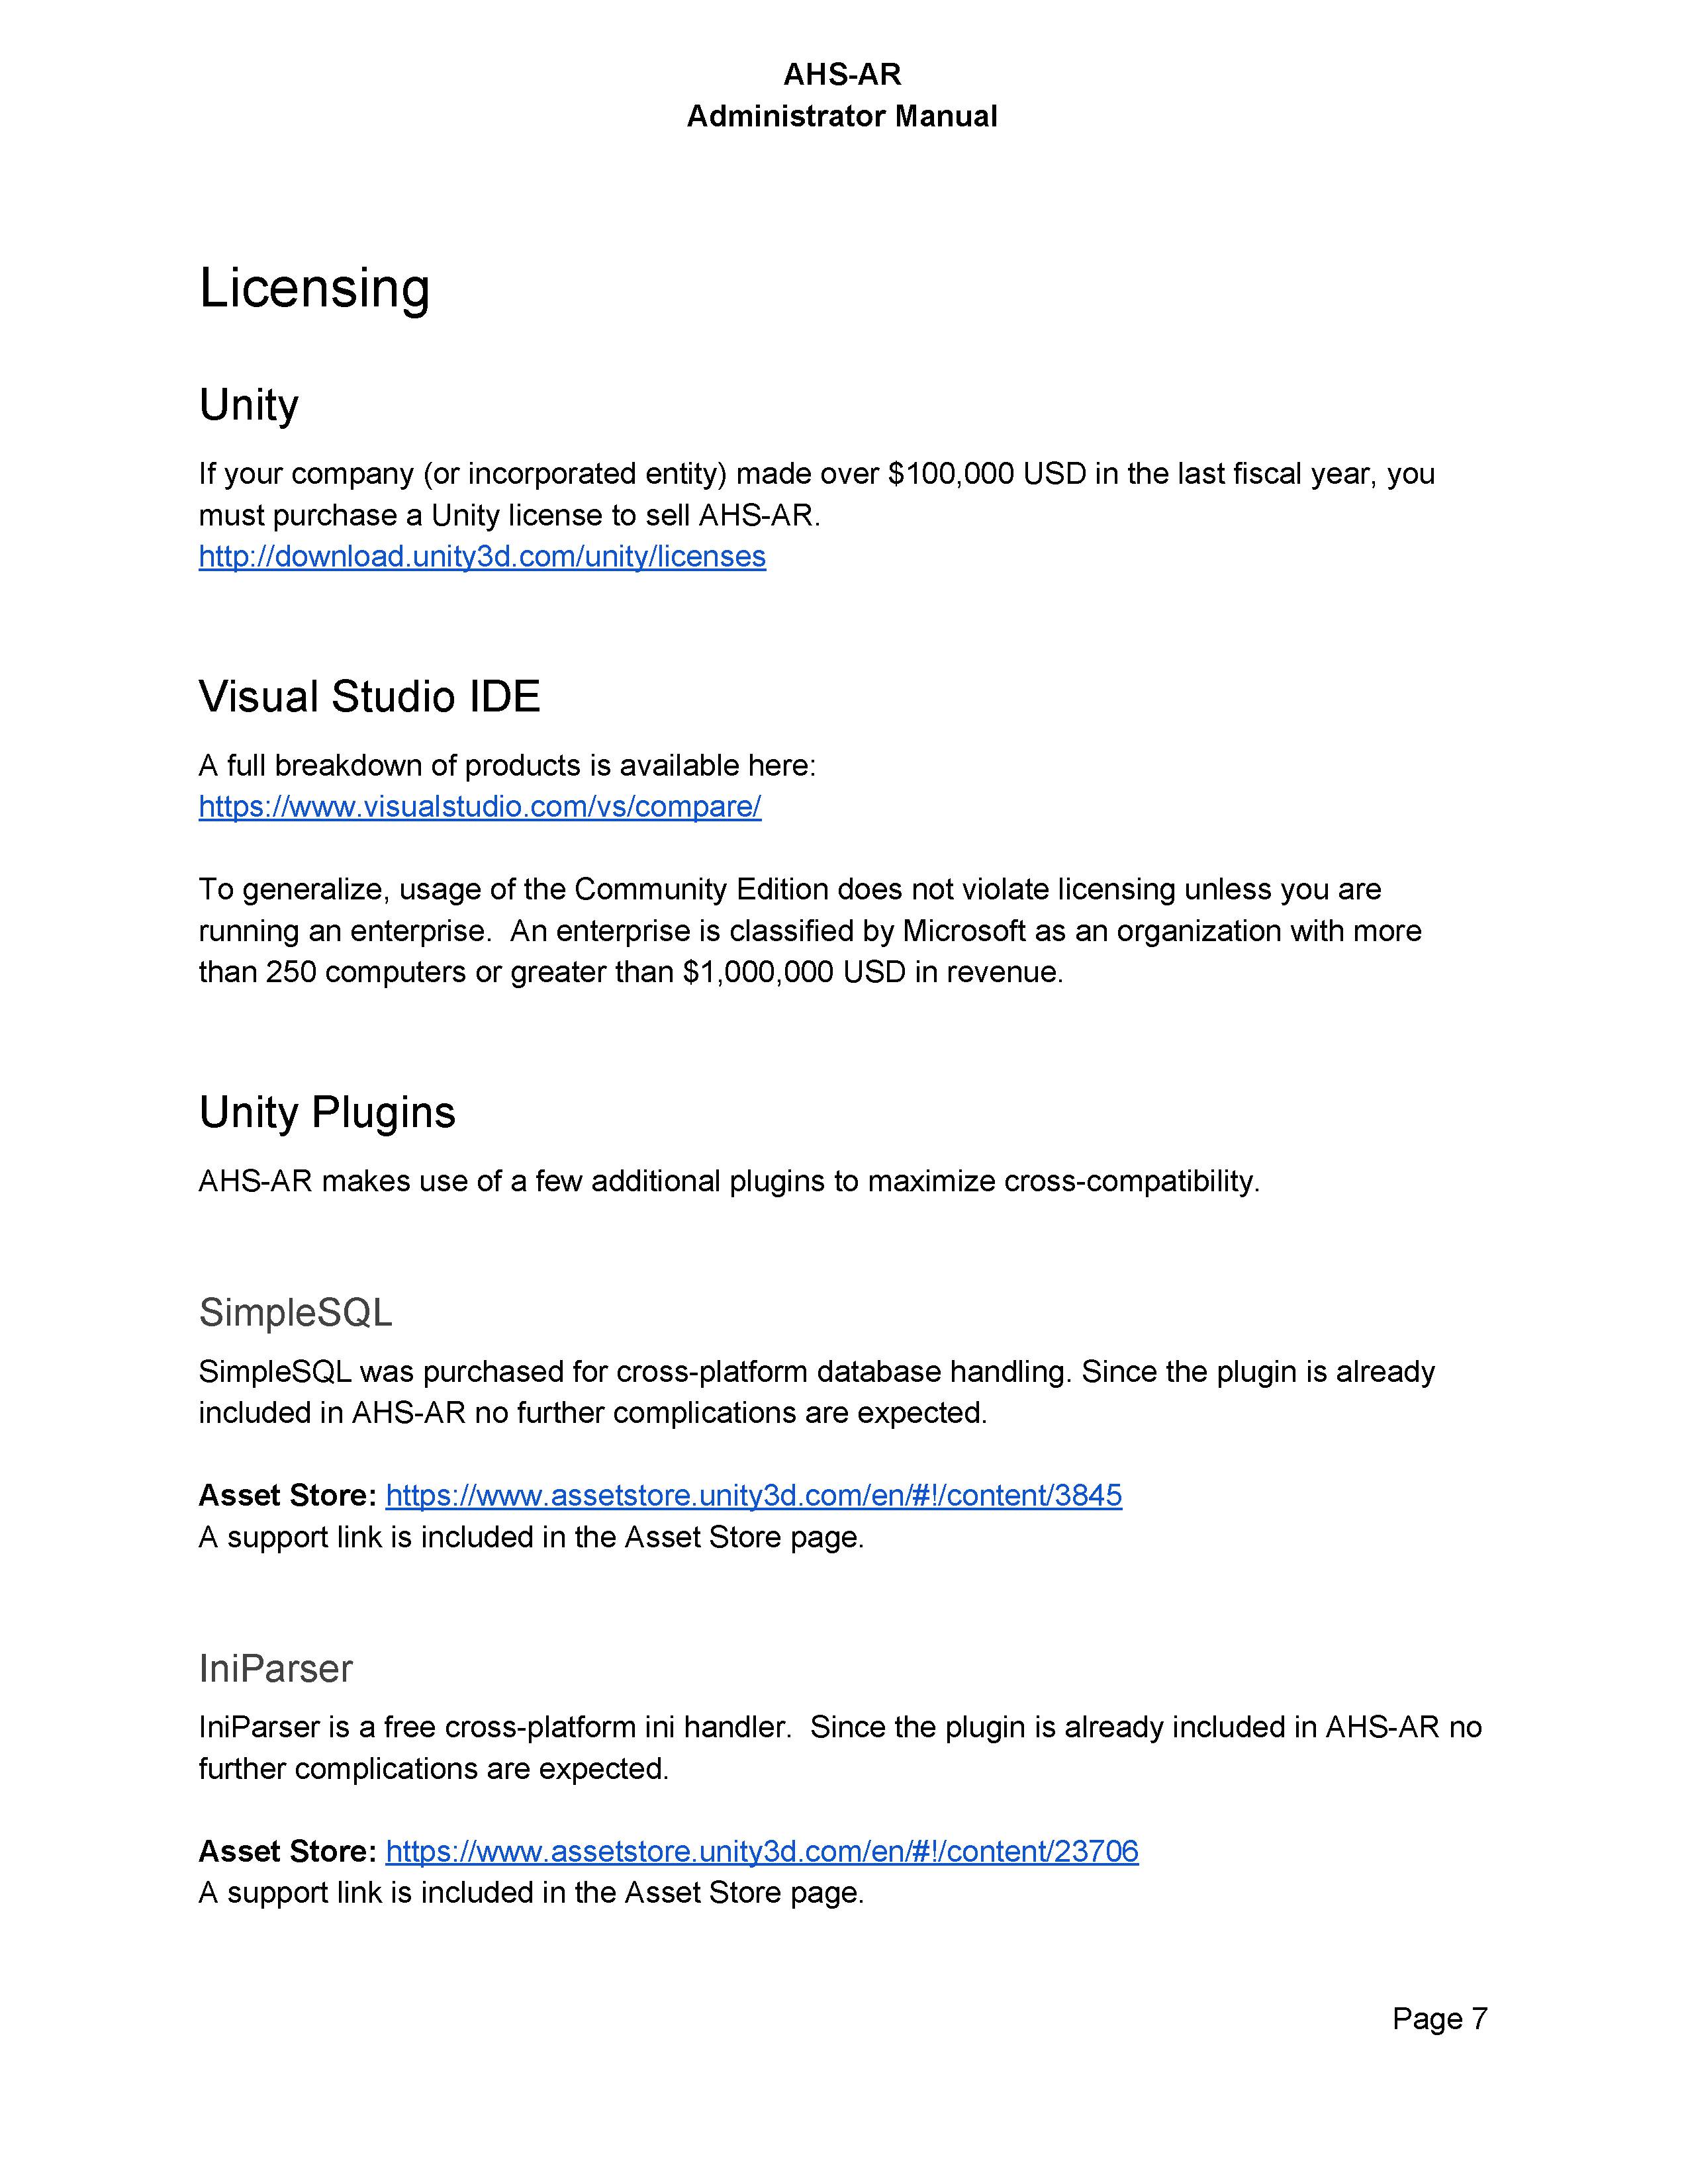 AHS-AR
Administrator Manual
Licensing
Unity
If your company (or incorporated entity) made over $100,000 USD in the last fiscal year, you
must purchase a Unity license to sell AHS-AR.
http://download.unity3d.com/unity/licenses
Visual Studio IDE
A full breakdown of products is available here:
https://www.visualstudio.com/vs/compare/
To generalize, usage of the Community Edition does not violate licensing unless you are
running an enterprise.  An enterprise is classified by Microsoft as an organization with more
than 250 computers or greater than $1,000,000 USD in revenue.
Unity Plugins
AHS-AR makes use of a few additional plugins to maximize cross-compatibility.
SimpleSQL
SimpleSQL was purchased for cross-platform database handling. Since the plugin is already
included in AHS-AR no further complications are expected.
Asset Store: https://www.assetstore.unity3d.com/en/#!/content/3845
A support link is included in the Asset Store page.
IniParser
IniParser is a free cross-platform ini handler.  Since the plugin is already included in AHS-AR no
further complications are expected.
Asset Store: https://www.assetstore.unity3d.com/en/#!/content/23706
A support link is included in the Asset Store page.
Page 7